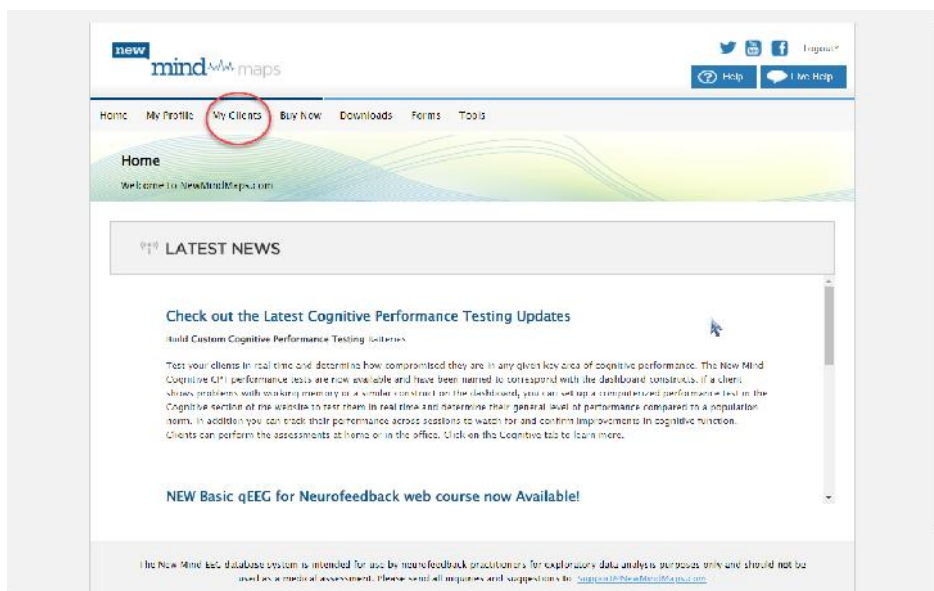 new
mind maps
Logout
Help
Live Help
Home My Profile My Clients Buy Now Downloads Forms Tools
Home
Welcome to NewMindMaps.com
LATEST NEWS
Check out the Latest Cognitive Performance Testing Updates
Build Custom Cognitive Performance Testing Batteries
Test your clients in real time and determine how compromised they are in any given key area of cognitive performance. The New Mind
Cognitive CPT performance tests are now available and have been named to correspond with the dashboard constructs. If a client
shows problems with working memory or a similar construct on the dashboard, you can set up a computerized performance test in the
Cognitive section of the website to test them in real time and determine their general level of performance compared to a population
norm. In addition you can track their performance across sessions to watch for and confirm improvements in cognitive function.
Clients can perform the assessments at home or in the office. Click on the Cognitive tab to learn more.
NEW Basic qEEG for Neurofeedback web course now Available!
The New Mind EEG database system is intended for use by neurofeedback practitioners for exploratory data analysis purposes only and should not be
used as a medical assessment. Please send all inquiries and suggestions to Support@NewMindMaps.com